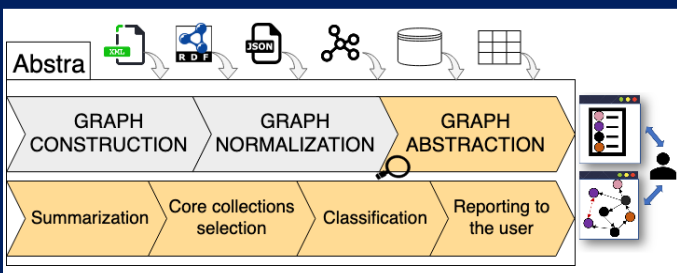 XML
RDF
JSON
Abstra
GRAPH
CONSTRUCTION
GRAPH
NORMALIZATION
GRAPH
ABSTRACTION
Summarization
Core collections
selection
Classification
Reporting to
the user